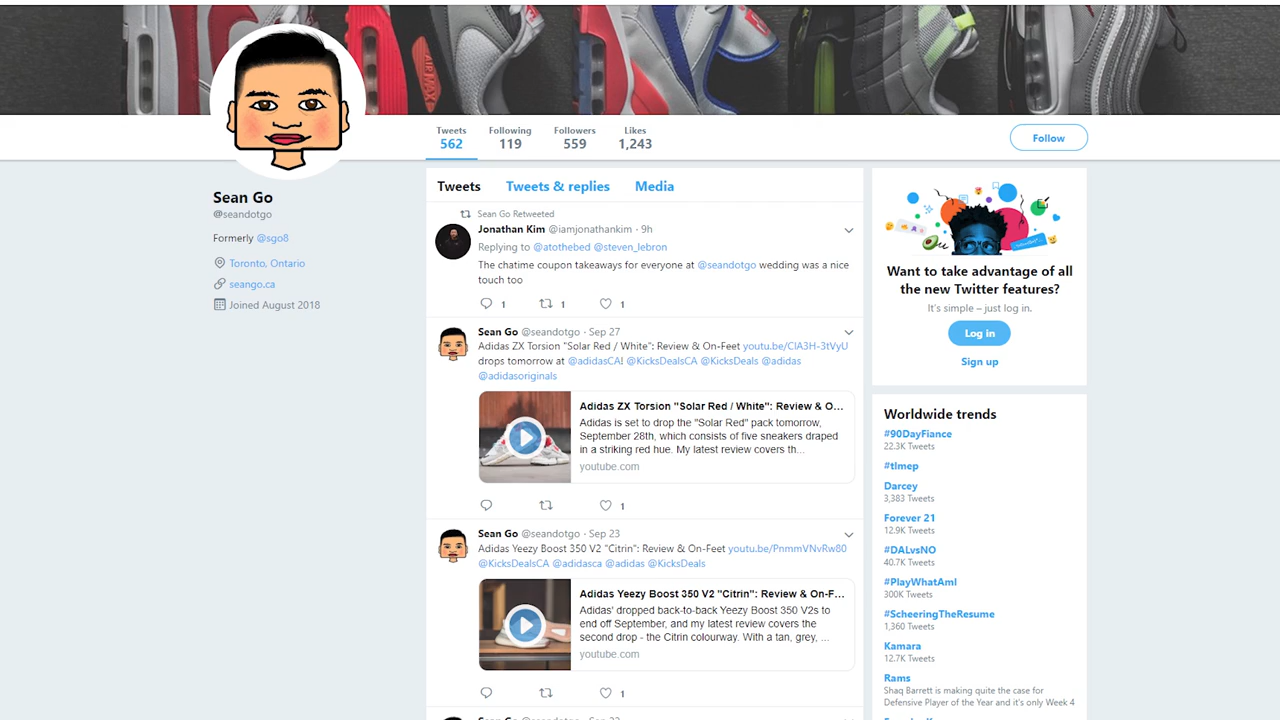 AIR MAX
Tweets
562
Following
119
Followers
559
Likes
1,243
Follow
Sean Go
@seandotgo
Formerly @sgo8
Toronto, Ontario
seango.ca
Joined August 2018
Tweets
Tweets & replies
Media
Sean Go Retweeted
Jonathan Kim @iamjonathankim · 9h
Replying to @atothebed @steven_lebron
The chatime coupon takeaways for everyone at @seandotgo wedding was a nice
touch too
1
1
1
Sean Go @seandotgo · Sep 27
Adidas ZX Torsion "Solar Red / White": Review & On-Feet youtu.be/ClA3H-3tVyU
drops tomorrow at @adidasCA! @KicksDealsCA @KicksDeals @adidas
@adidasoriginals
Adidas ZX Torsion "Solar Red / White": Review & O...
Adidas is set to drop the "Solar Red" pack tomorrow,
September 28th, which consists of five sneakers draped
in a striking red hue. My latest review covers th...
youtube.com
1
Sean Go @seandotgo · Sep 23
Adidas Yeezy Boost 350 V2 "Citrin": Review & On-Feet youtu.be/PnmmVNvRw80
@KicksDealsCA @adidasca @adidas @KicksDeals
Adidas Yeezy Boost 350 V2 "Citrin": Review & On-F...
Adidas' dropped back-to-back Yeezy Boost 350 V2s to
end off September, and my latest review covers the
second drop - the Citrin colourway. With a tan, grey, ...
youtube.com
1
Sean Go @seandotgo · Sep 23
Want to take advantage of all
the new Twitter features?
It's simple – just log in.
Log in
Sign up
Worldwide trends
#90DayFiance
22.3K Tweets
#tlmep
Darcey
3,383 Tweets
Forever 21
12.9K Tweets
#DALvsNO
40.7K Tweets
#PlayWhatAmI
300K Tweets
#ScheeringTheResume
1,360 Tweets
Kamara
12.7K Tweets
Rams
Shaq Barrett is making quite the case for
Defensive Player of the Year and it's only Week 4